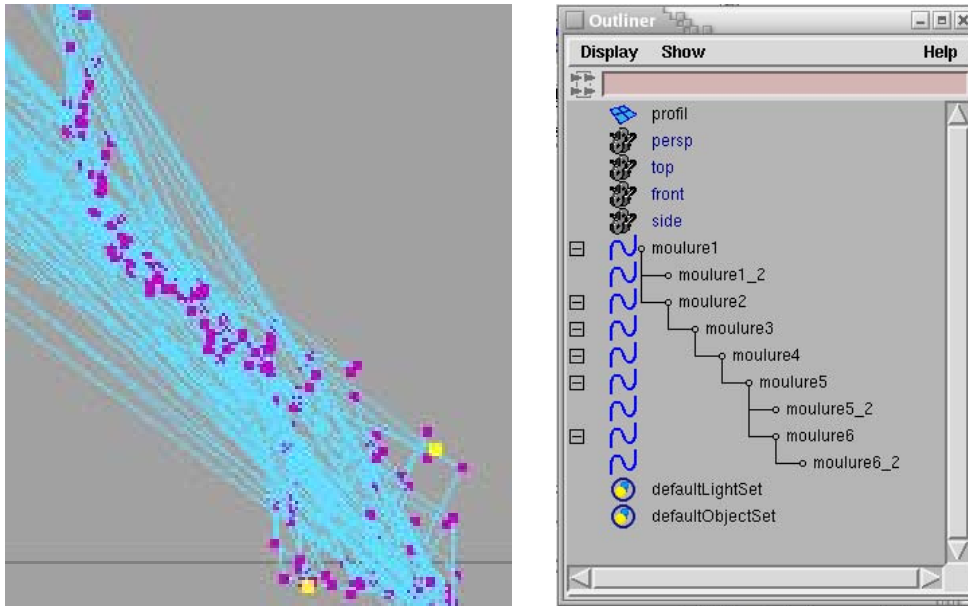 Outliner
Display Show Help
profil
persp
top
front
side
moulure1
moulure1_2
moulure2
moulure3
moulure4
moulure5
moulure5_2
moulure6
moulure6_2
defaultLightSet
defaultObjectSet